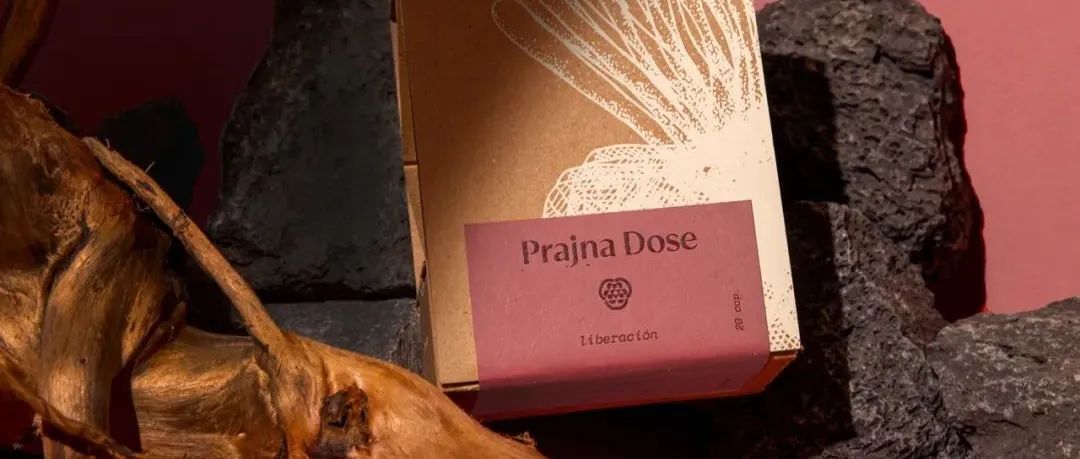 Prajna Dose
liberación
20 cap.